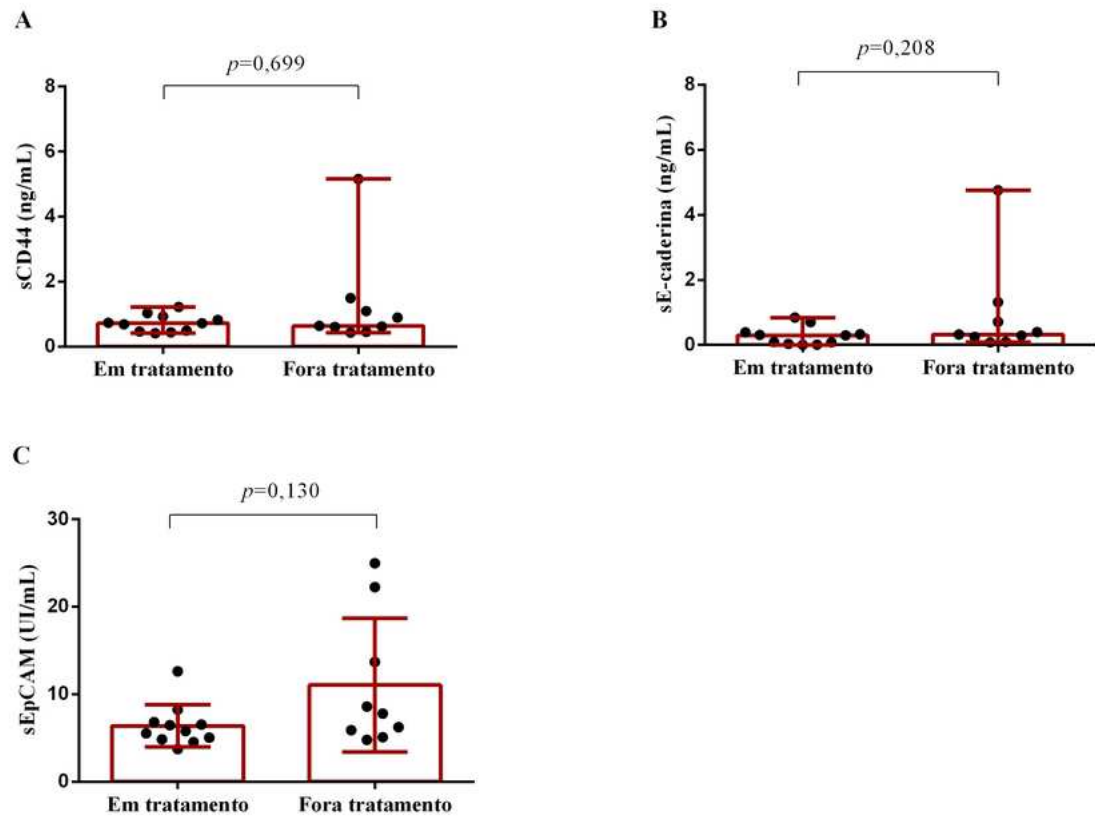 A
p=0,699
sCD44 (ng/mL)
8
6
4
2
0
Em tratamento
Fora tratamento
B
p=0,208
sE-caderina (ng/mL)
8
6
4
2
0
Em tratamento
Fora tratamento
C
p=0,130
sEpCAM (UI/mL)
30
20
10
0
Em tratamento
Fora tratamento